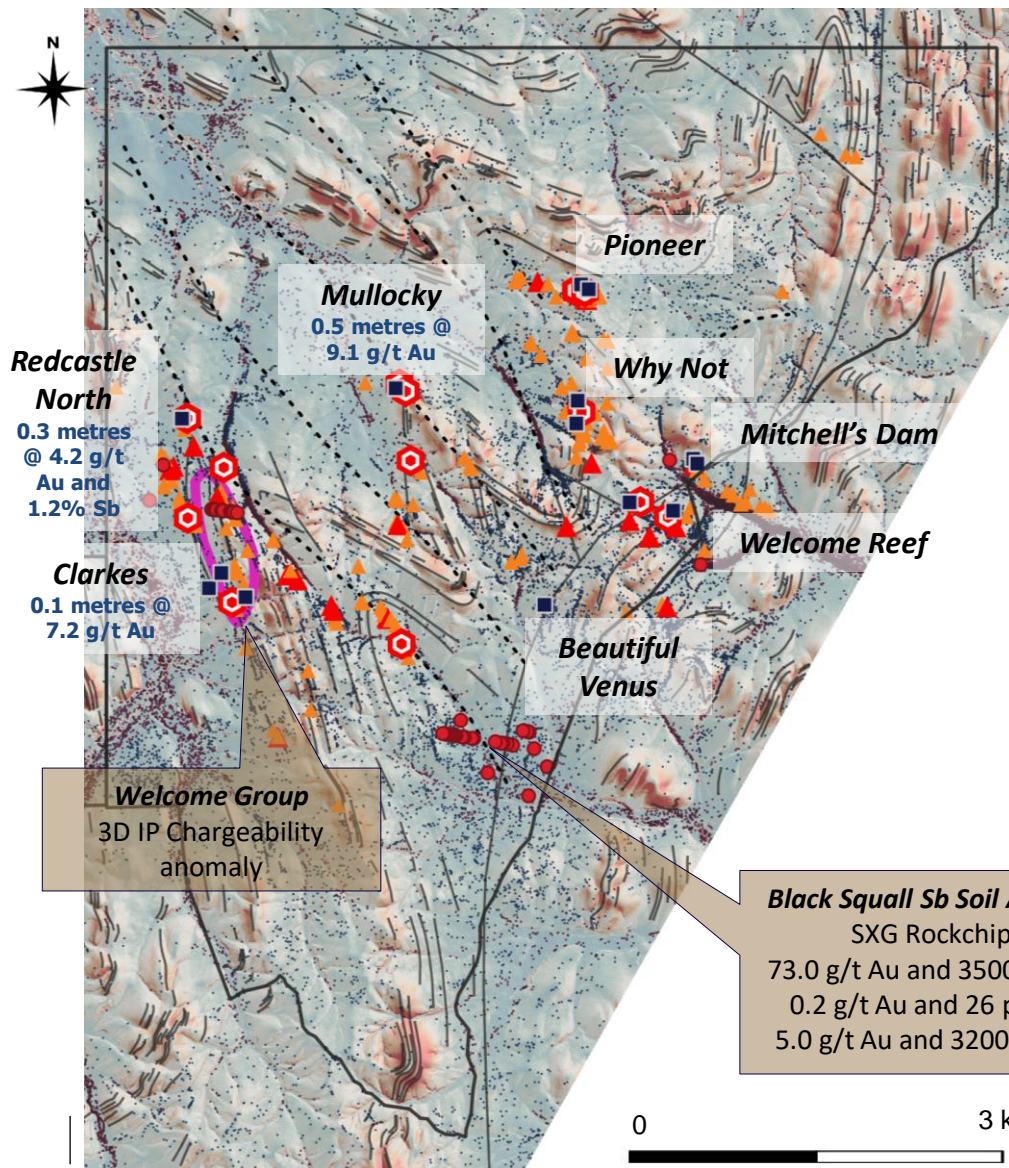 N
Pioneer
Mullocky
0.5 metres @
9.1 g/t Au
Redcastle
North
0.3 metres
@ 4.2 g/t
Au and
1.2% Sb
Why Not
Mitchell's Dam
Welcome Reef
Clarkes
0.1 metres @
7.2 g/t Au
Beautiful
Venus
Welcome Group
3D IP Chargeability
anomaly
Black Squall Sb Soil
SXG Rockchip
73.0 g/t Au and 3500
0.2 g/t Au and 26 p
5.0 g/t Au and 3200
0
3 k